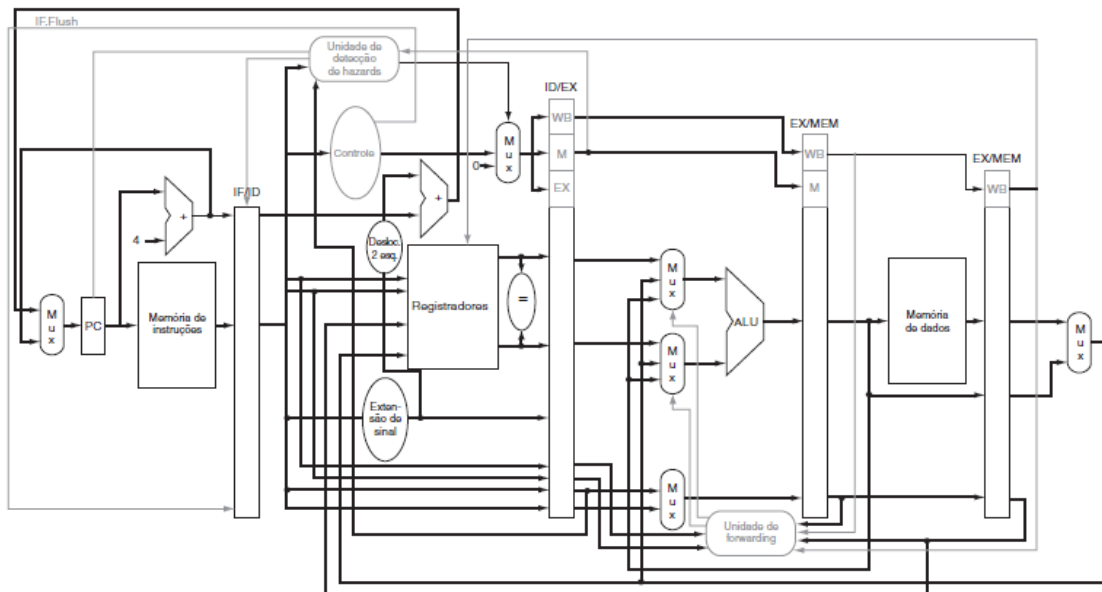 IF.Flush
Unidade de
detecção
de hazards
ID/EX
WB
M
EX
M
u
x
0
Controle
EX/MEM
WB
M
EX/MEM
WB
IF/ID
+
4
+
Desloc.
2 esq.
M
u
x
PC
Memória de
instruções
Registradores
=
M
u
x
M
u
x
ALU
Memória
de dados
M
u
x
Exten-
são de
sinal
M
u
x
Unidade de
forwarding